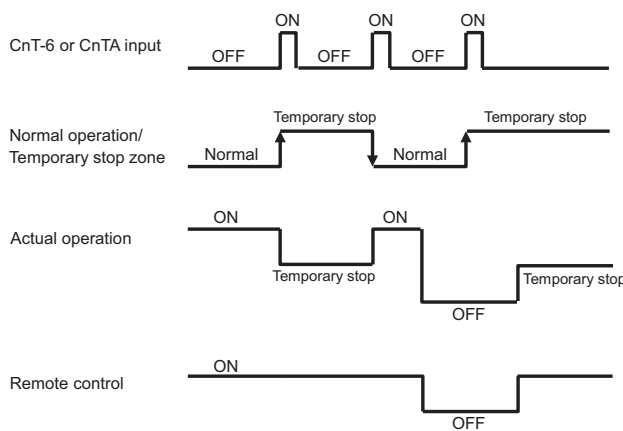 ON ON ON
CnT-6 or CnTA input
OFF OFF OFF
Temporary stop Temporary stop
Normal operation/
Temporary stop zone
Normal Normal
ON ON
Actual operation
Temporary stop Temporary stop
OFF
ON
Remote control
OFF